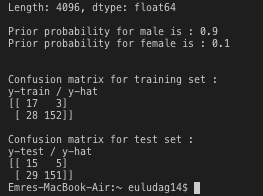 Length: 4096, dtype: float64
Prior probability for male is : 0.9
Prior probability for female is : 0.1
Confusion matrix for training set :
y-train / y-hat
[[ 17   3]
 [ 28 152]]
Confusion matrix for test set :
y-test / y-hat
[[ 15   5]
 [ 29 151]]
Emres-MacBook-Air:~ euludag14$